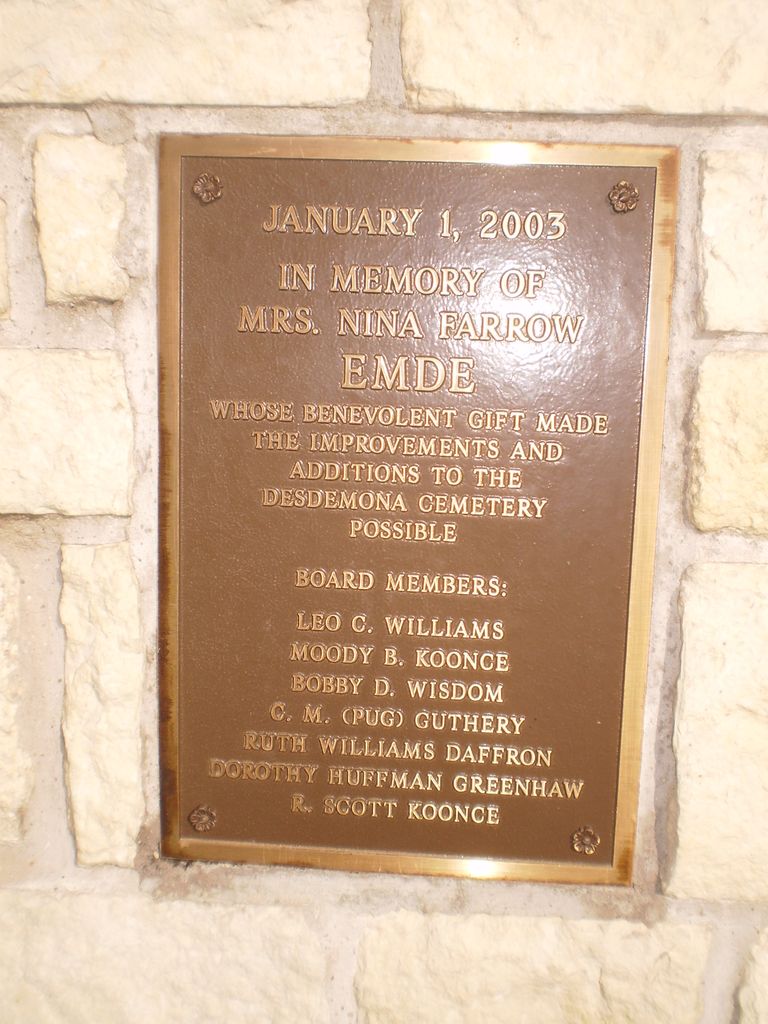 JANUARY 1, 2003
IN MEMORY OF
MRS. NINA FARROW
EMDE
WHOSE BENEVOLENT GIFT MADE
THE IMPROVEMENTS AND
ADDITIONS TO THE
DESDEMONA CEMETERY
POSSIBLE
BOARD MEMBERS:
LEO C. WILLIAMS
MOODY B. KOONCE
BOBBY D. WISDOM
C. M. (PUG) GUTHERY
RUTH WILLIAMS DAFFRON
DOROTHY HUFFMAN GREENHAW
R. SCOTT KOONCE